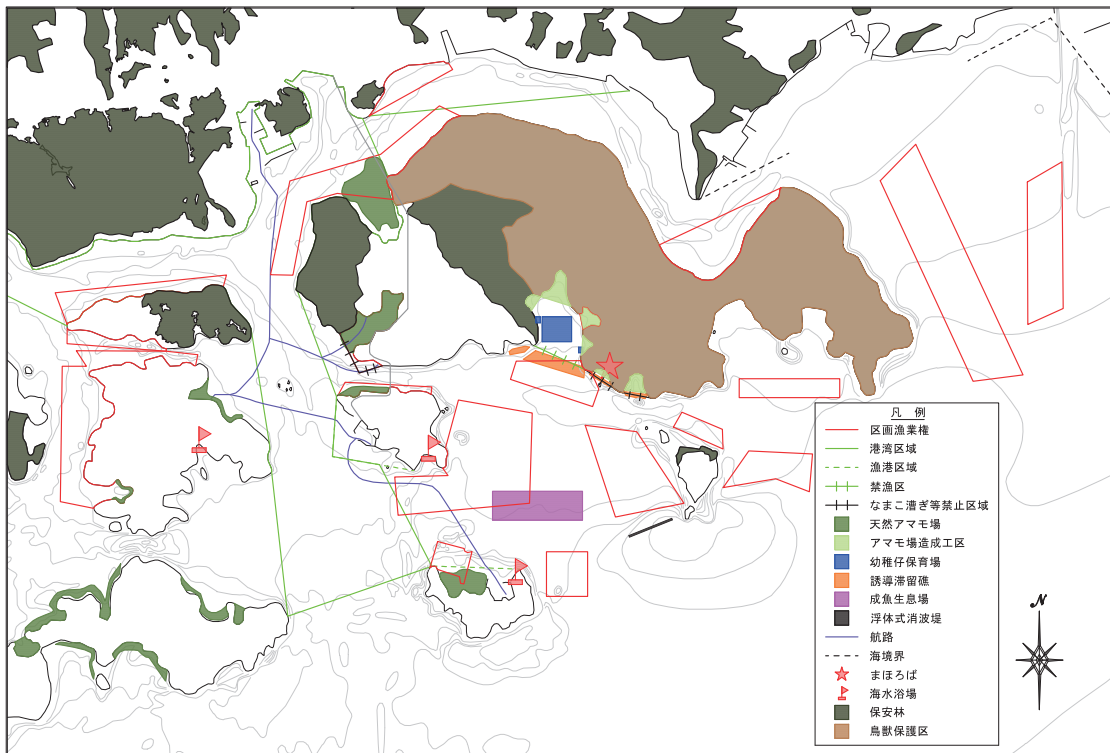 凡 例
区画漁業権
港湾区域
漁港区域
禁漁区
なまこ漕ぎ等禁止区域
天然アマモ場
アマモ場造成工区
幼稚仔保育場
誘導滞留礁
成魚生息場
浮体式消波堤
航路
海境界
まほろば
海水浴場
保安林
鳥獣保護区
N